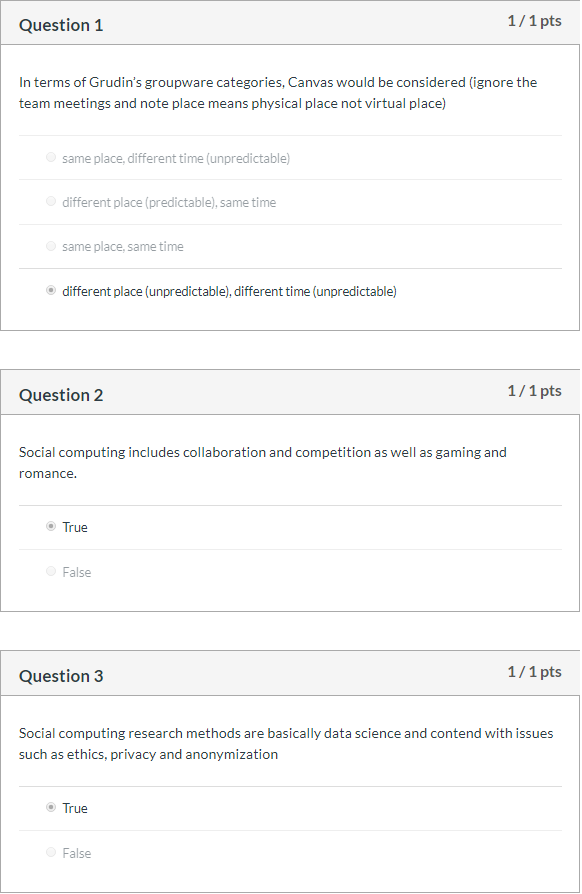 Question 1
1 / 1 pts
In terms of Grudin's groupware categories, Canvas would be considered (ignore the
team meetings and note place means physical place not virtual place)
same place, different time (unpredictable)
different place (predictable), same time
same place, same time
different place (unpredictable), different time (unpredictable)
Question 2
1 / 1 pts
Social computing includes collaboration and competition as well as gaming and
romance.
True
False
Question 3
1 / 1 pts
Social computing research methods are basically data science and contend with issues
such as ethics, privacy and anonymization
True
False